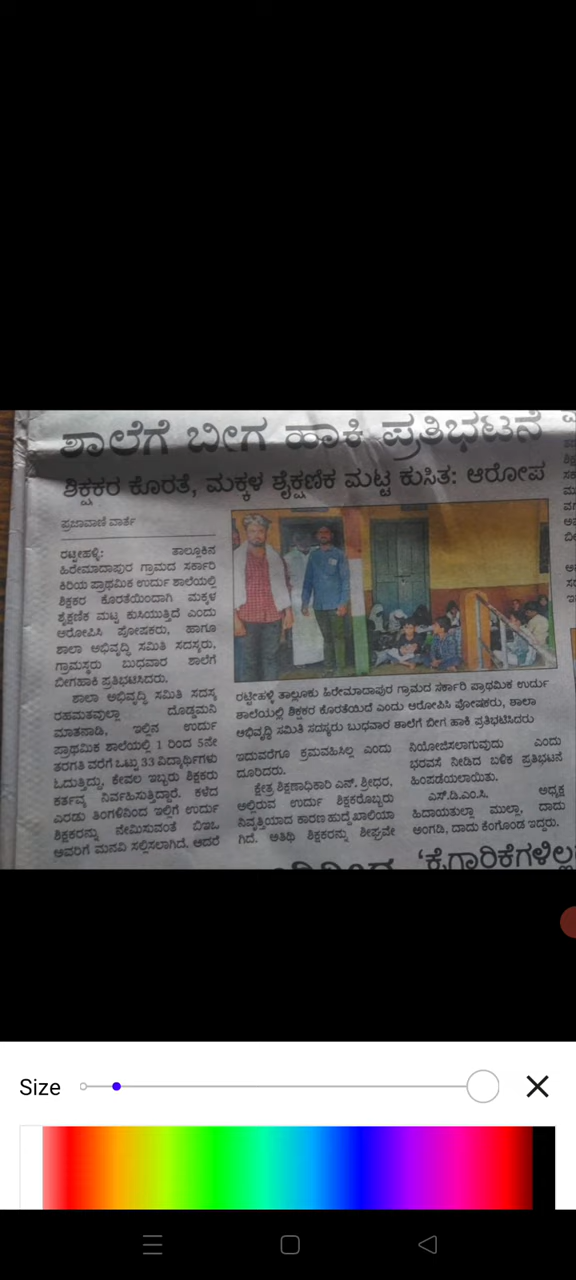 ಶಾಲೆಗೆ ಬೀಗ ಹಾಕಿ ಪ್ರತಿಭಟನೆ
ಶಿಕ್ಷಕರ ಕೊರತೆ, ಮಕ್ಕಳ ಶೈಕ್ಷಣಿಕ ಮಟ್ಟ ಕುಸಿತ: ಆರೋಪ
ಪ್ರಜಾವಾಣಿ ವಾರ್ತೆ
ರಟ್ಟೀಹಳ್ಳಿ: ತಾಲ್ಲೂಕಿನ
ಹಿರೇಮಾದಾಪುರ ಗ್ರಾಮದ ಸರ್ಕಾರಿ
ಕಿರಿಯ ಪ್ರಾಥಮಿಕ ಉರ್ದು ಶಾಲೆಯಲ್ಲಿ
ಶಿಕ್ಷಕರ ಕೊರತೆಯಿಂದಾಗಿ ಮಕ್ಕಳ
ಶೈಕ್ಷಣಿಕ ಮಟ್ಟ ಕುಸಿಯುತ್ತಿದೆ ಎಂದು
ಆರೋಪಿಸಿ ಪೋಷಕರು, ಹಾಗೂ
ಶಾಲಾ ಅಭಿವೃದ್ಧಿ ಸಮಿತಿ ಸದಸ್ಯರು,
ಗ್ರಾಮಸ್ಥರು ಬುಧವಾರ ಶಾಲೆಗೆ
ಬೀಗಹಾಕಿ ಪ್ರತಿಭಟಿಸಿದರು.
ಶಾಲಾ ಅಭಿವೃದ್ಧಿ ಸಮಿತಿ ಸದಸ್ಯ
ರಹಮತವುಲ್ಲಾ ದೊಡ್ಡಮನಿ
ಮಾತನಾಡಿ, ಇಲ್ಲಿನ ಉರ್ದು
ಪ್ರಾಥಮಿಕ ಶಾಲೆಯಲ್ಲಿ 1 ರಿಂದ 5ನೇ
ತರಗತಿ ವರೆಗೆ ಒಟ್ಟು 33 ವಿದ್ಯಾರ್ಥಿಗಳು
ಓದುತ್ತಿದ್ದು, ಕೇವಲ ಇಬ್ಬರು ಶಿಕ್ಷಕರು
ಕರ್ತವ್ಯ ನಿರ್ವಹಿಸುತ್ತಿದ್ದಾರೆ. ಕಳೆದ
ಎರಡು ತಿಂಗಳಿನಿಂದ ಇಲ್ಲಿಗೆ ಉರ್ದು
ಶಿಕ್ಷಕರನ್ನು ನೇಮಿಸುವಂತೆ ಬಿಇಒ
ಅವರಿಗೆ ಮನವಿ ಸಲ್ಲಿಸಲಾಗಿದೆ. ಆದರೆ
ರಟ್ಟೀಹಳ್ಳಿ ತಾಲ್ಲೂಕು ಹಿರೇಮಾದಾಪುರ ಗ್ರಾಮದ ಸರ್ಕಾರಿ ಪ್ರಾಥಮಿಕ ಉರ್ದು
ಶಾಲೆಯಲ್ಲಿ ಶಿಕ್ಷಕರ ಕೊರತೆಯಿದೆ ಎಂದು ಆರೋಪಿಸಿ ಪೋಷಕರು, ಶಾಲಾ
ಅಭಿವೃದ್ಧಿ ಸಮಿತಿ ಸದಸ್ಯರು ಬುಧವಾರ ಶಾಲೆಗೆ ಬೀಗ ಹಾಕಿ ಪ್ರತಿಭಟಿಸಿದರು
ಇದುವರೆಗೂ ಕ್ರಮವಹಿಸಿಲ್ಲ ಎಂದು
ದೂರಿದರು.
ಕ್ಷೇತ್ರ ಶಿಕ್ಷಣಾಧಿಕಾರಿ ಎನ್. ಶ್ರೀಧರ,
ಅಲ್ಲಿರುವ ಉರ್ದು ಶಿಕ್ಷಕರೊಬ್ಬರು
ನಿವೃತ್ತಿಯಾದ ಕಾರಣ ಹುದ್ದೆ ಖಾಲಿಯಾ
ಗಿದೆ. ಅತಿಥಿ ಶಿಕ್ಷಕರನ್ನು ಶೀಘ್ರವೇ
ನಿಯೋಜಿಸಲಾಗುವುದು ಎಂದು
ಭರವಸೆ ನೀಡಿದ ಬಳಿಕ ಪ್ರತಿಭಟನೆ
ಹಿಂಪಡೆಯಲಾಯಿತು.
ಎಸ್.ಡಿ.ಎಂ.ಸಿ. ಅಧ್ಯಕ್ಷ
ಹಿದಾಯತುಲ್ಲಾ ಮುಲ್ಲಾ, ದಾದು
ಅಂಗಡಿ, ದಾದು ಕೆಂಗೊಂಡ ಇದ್ದರು.
Size